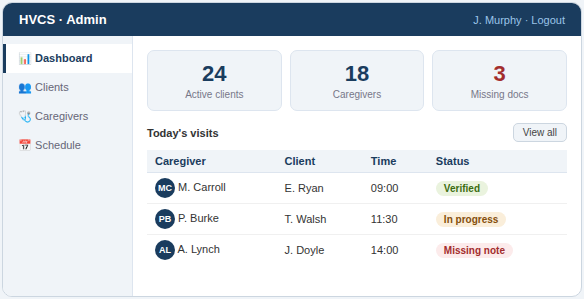 HVCS · Admin
J. Murphy · Logout
Dashboard
Clients
Caregivers
Schedule
24
Active clients
18
Caregivers
3
Missing docs
Today's visits
View all
Caregiver Client Time Status
MC M. Carroll E. Ryan 09:00 Verified
PB P. Burke T. Walsh 11:30 In progress
AL A. Lynch J. Doyle 14:00 Missing note